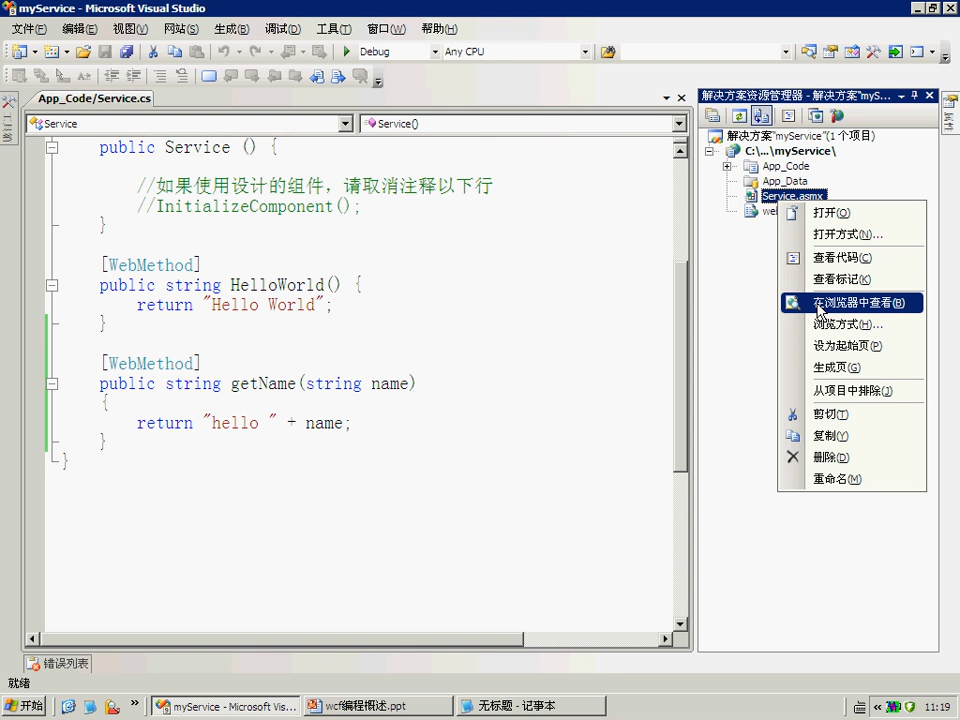 myService - Microsoft Visual Studio
文件(F) 编辑(E) 视图(V) 网站(S) 生成(B) 调试(D) 工具(T) 窗口(W) 帮助(H)
Debug Any CPU
App_Code/Service.cs
Service Service()
public Service () {
//如果使用设计的组件，请取消注释以下行
//InitializeComponent();
}
[WebMethod]
public string HelloWorld() {
return "Hello World";
}
[WebMethod]
public string getName(string name)
{
return "hello " + name;
}
}
解决方案资源管理器 - 解决方案"myS...
解决方案"myService"(1 个项目)
C:\...\myService\
App_Code
App_Data
Service.asmx
we
打开(O)
打开方式(N)...
查看代码(C)
查看标记(K)
在浏览器中查看(B)
浏览方式(H)...
设为起始页(P)
生成页(G)
从项目中排除(J)
剪切(T)
复制(Y)
删除(D)
重命名(M)
属性
工具箱
错误列表
就绪
开始 myService - Microsoft Vis... wcf编程概述.ppt 无标题 - 记事本 11:19